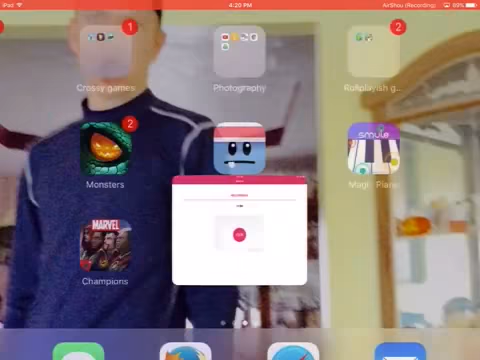 iPad
4:20 PM
AirShou (Recording)
89%
1
2
Crossy games
Photography
Roleplayish g...
2
smule
Monsters
Magic Piano
MARVEL
Champions